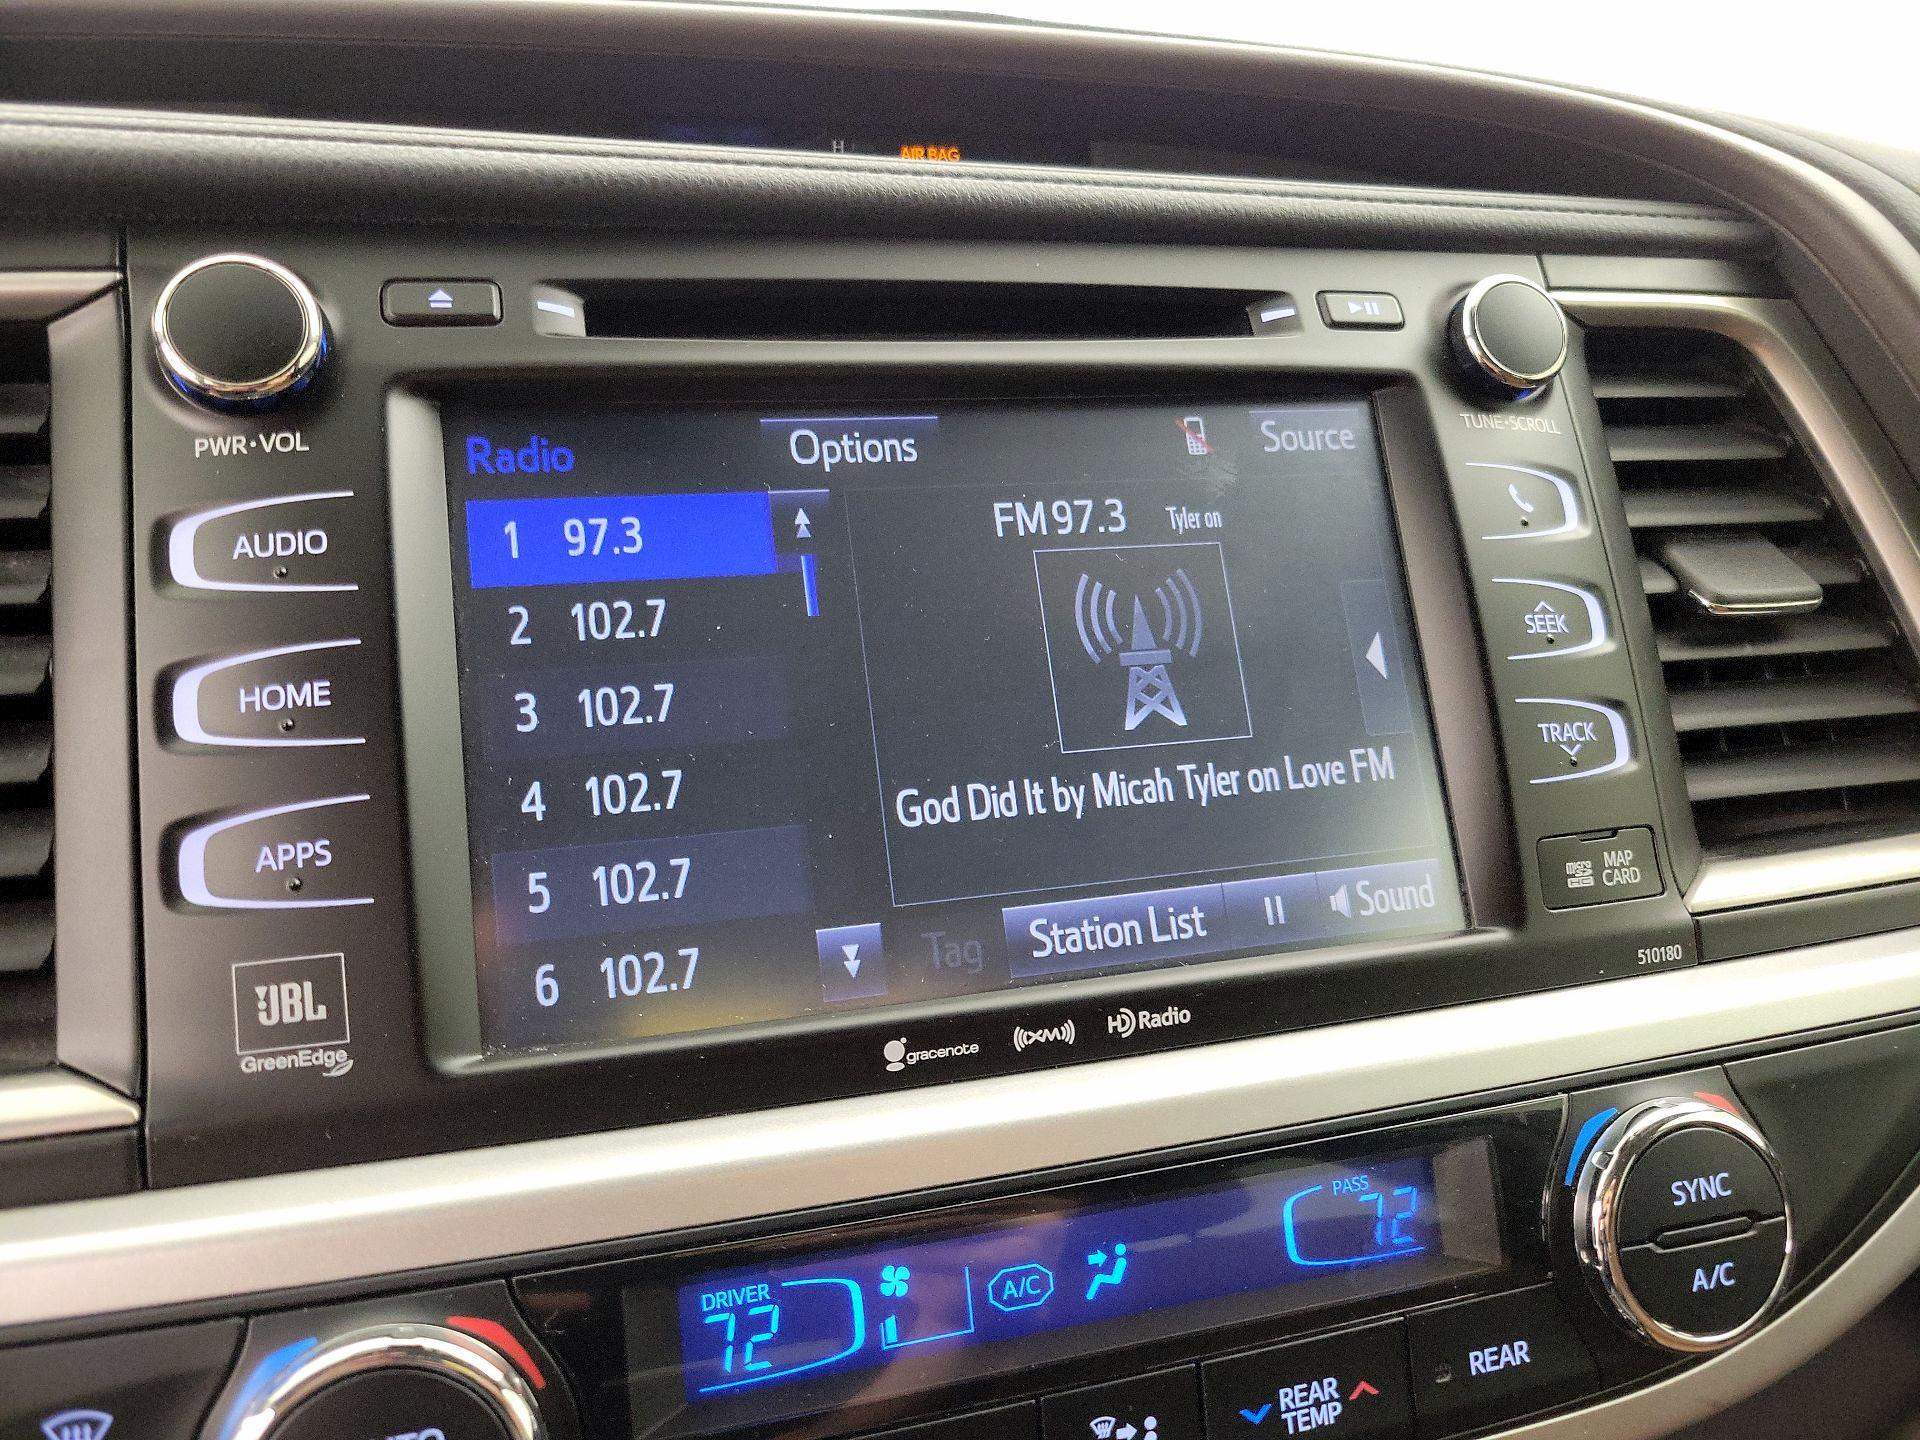 H
AIR BAG
PWR•VOL
TUNE•SCROLL
AUDIO
HOME
APPS
JBL
GreenEdge
Radio
Options
Source
1 97.3
2 102.7
3 102.7
4 102.7
5 102.7
6 102.7
FM 97.3 Tyler on
God Did It by Micah Tyler on Love FM
Tag
Station List
Sound
SEEK
TRACK
micro
SD
HC
MAP
CARD
510180
gracenote
((XM))
HD Radio
DRIVER
72
A/C
PASS
72
SYNC
A/C
REAR
TEMP
REAR